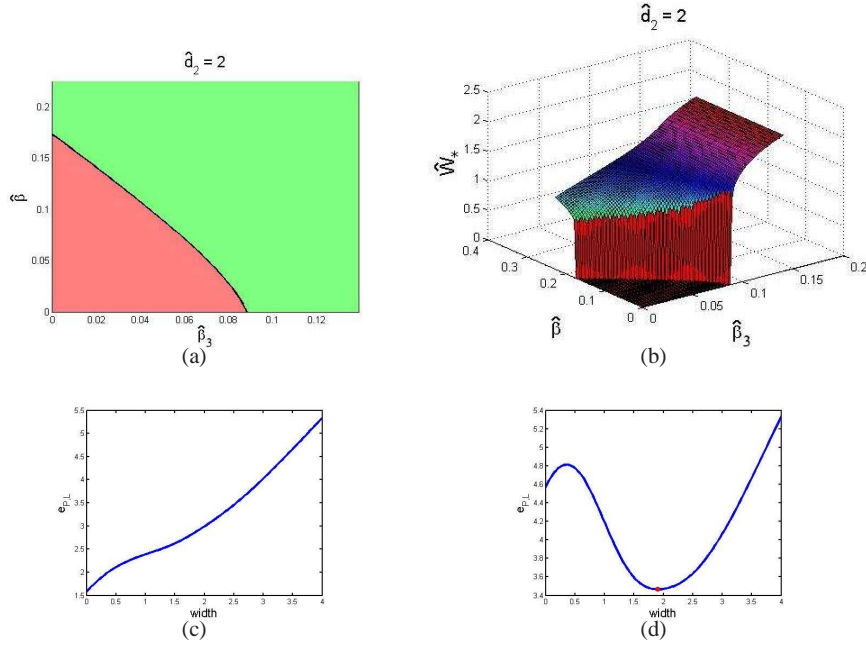 d̂₂ = 2
0.2
0.15
0.1
0.05
0
β̂
0 0.02 0.04 0.06 0.08 0.1 0.12
β̂₃
(a)
d̂₂ = 2
2.5
2
1.5
1
0.5
0
Ŵ*
0.4
0.3
0.2
0.1
0
β̂
0 0.05 0.1 0.15 0.2
β̂₃
(b)
5.5
5
4.5
4
3.5
3
2.5
2
1.5
e_{P,L}
0 0.5 1 1.5 2 2.5 3 3.5 4
width
(c)
5.4
5.2
5
4.8
4.6
4.4
4.2
4
3.8
3.6
3.4
e_{P,L}
0 0.5 1 1.5 2 2.5 3 3.5 4
width
(d)